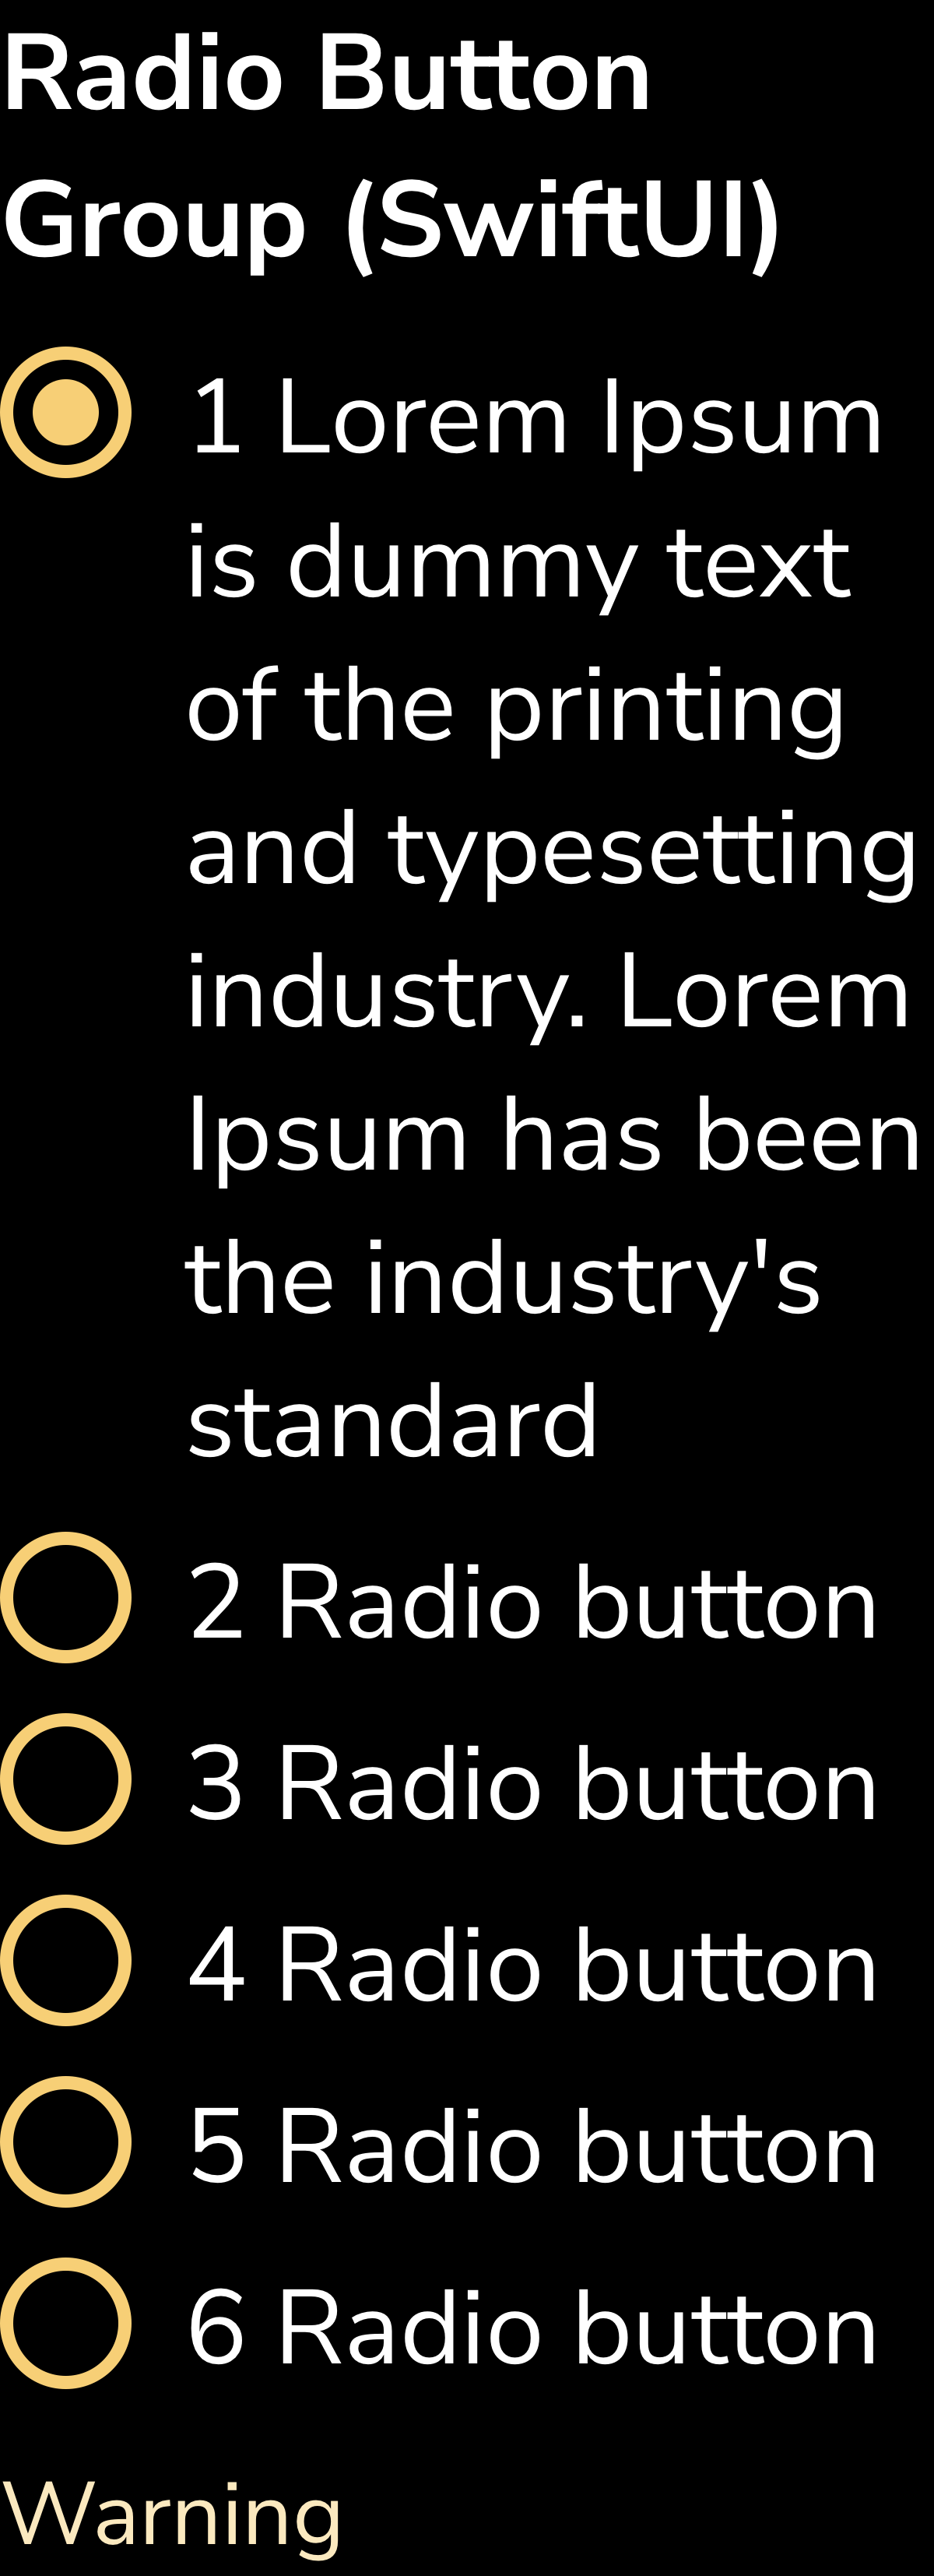 Radio Button
Group (SwiftUI)
1 Lorem Ipsum
is dummy text
of the printing
and typesetting
industry. Lorem
Ipsum has been
the industry's
standard
2 Radio button
3 Radio button
4 Radio button
5 Radio button
6 Radio button
Warning